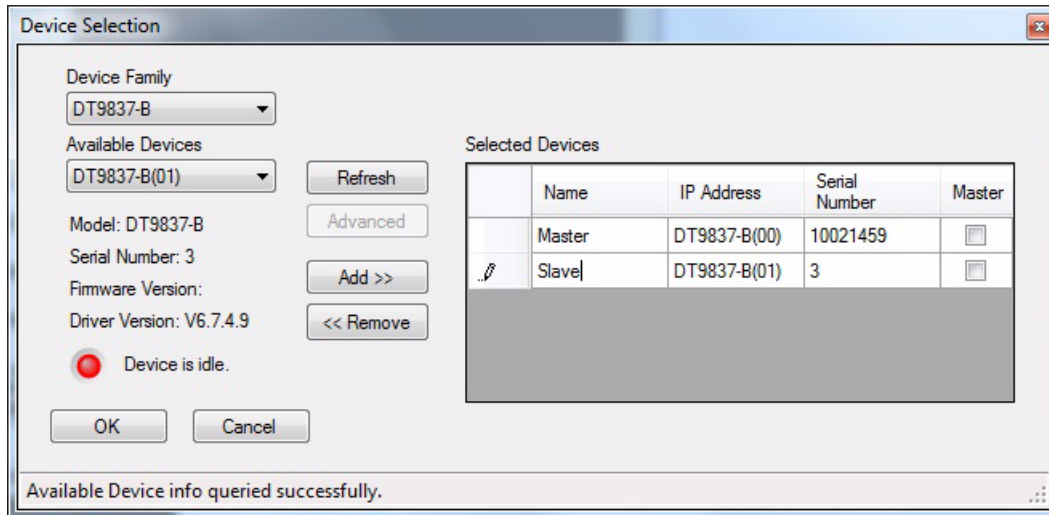 Device Selection
Device Family
DT9837-B
Available Devices
DT9837-B(01)
Refresh
Model: DT9837-B
Advanced
Serial Number: 3
Add >>
Firmware Version:
Driver Version: V6.7.4.9
<< Remove
Device is idle.
OK Cancel
Selected Devices
Name IP Address Serial Number Master
Master DT9837-B(00) 10021459
Slave DT9837-B(01) 3
Available Device info queried successfully.